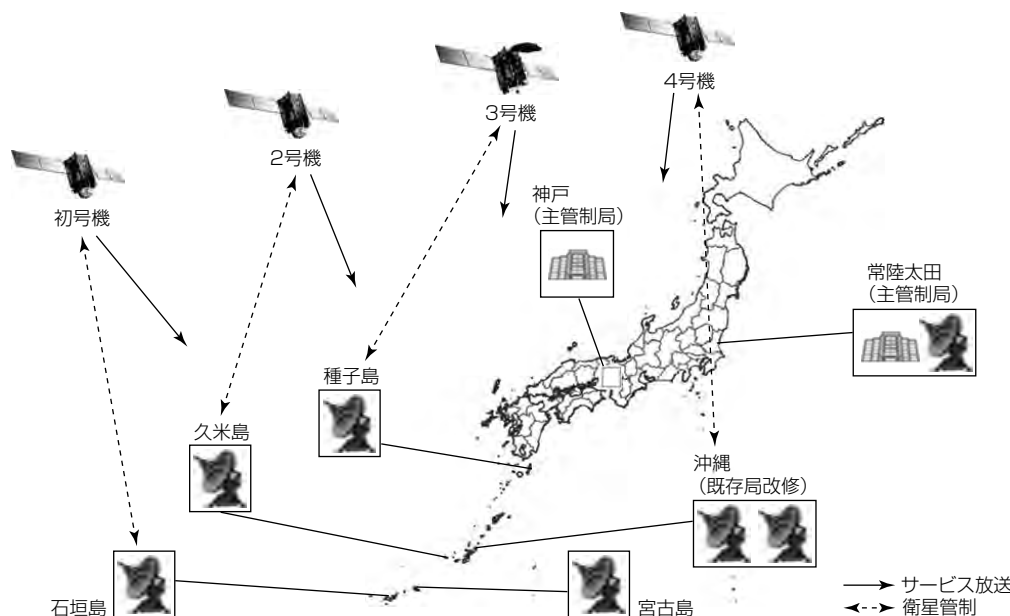 4号機
3号機
2号機
初号機
神戸
（主管制局）
常陸太田
（主管制局）
種子島
久米島
沖縄
（既存局改修）
石垣島
宮古島
サービス放送
衛星管制